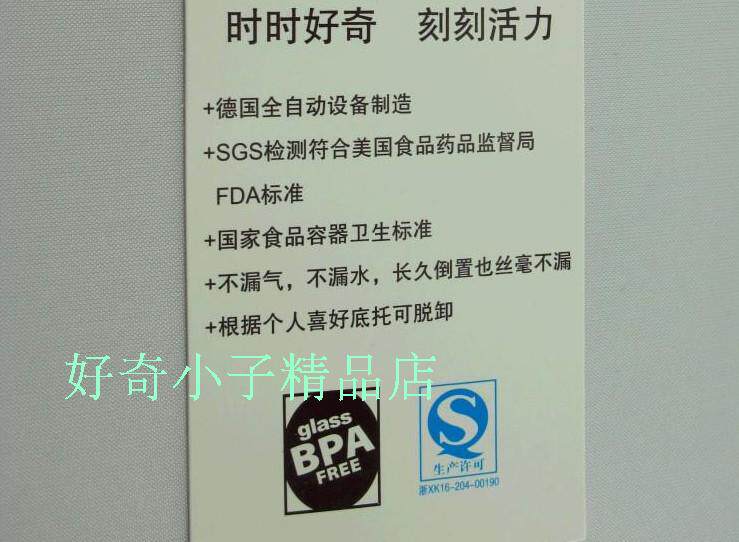 时时好奇 刻刻活力
+德国全自动设备制造
+SGS检测符合美国食品药品监督局
FDA标准
+国家食品容器卫生标准
+不漏气，不漏水，长久倒置也丝毫不漏
+根据个人喜好底托可脱卸
好奇小子精品店
glass
BPA
FREE
S
生产许可
浙XK16-204-00190